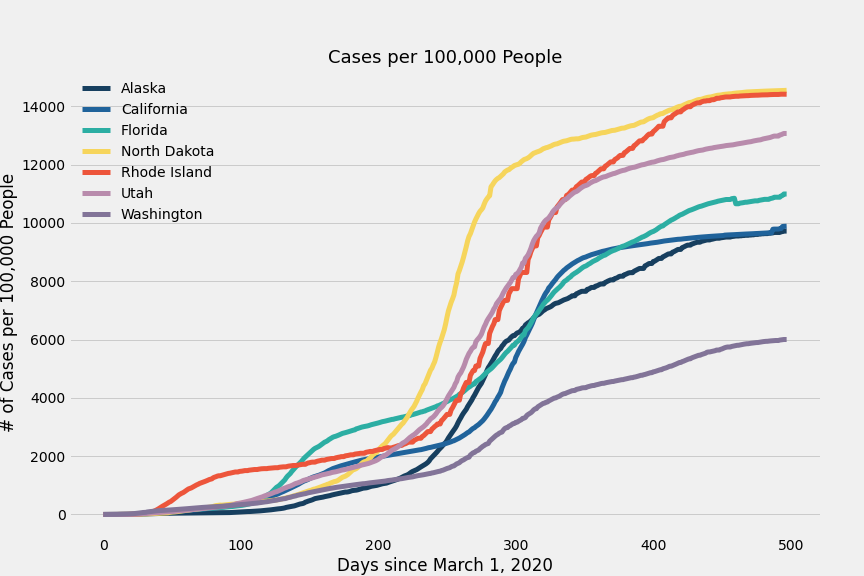 Cases per 100,000 People
Alaska
California
Florida
North Dakota
Rhode Island
Utah
Washington
# of Cases per 100,000 People
14000
12000
10000
8000
6000
4000
2000
0
0 100 200 300 400 500
Days since March 1, 2020